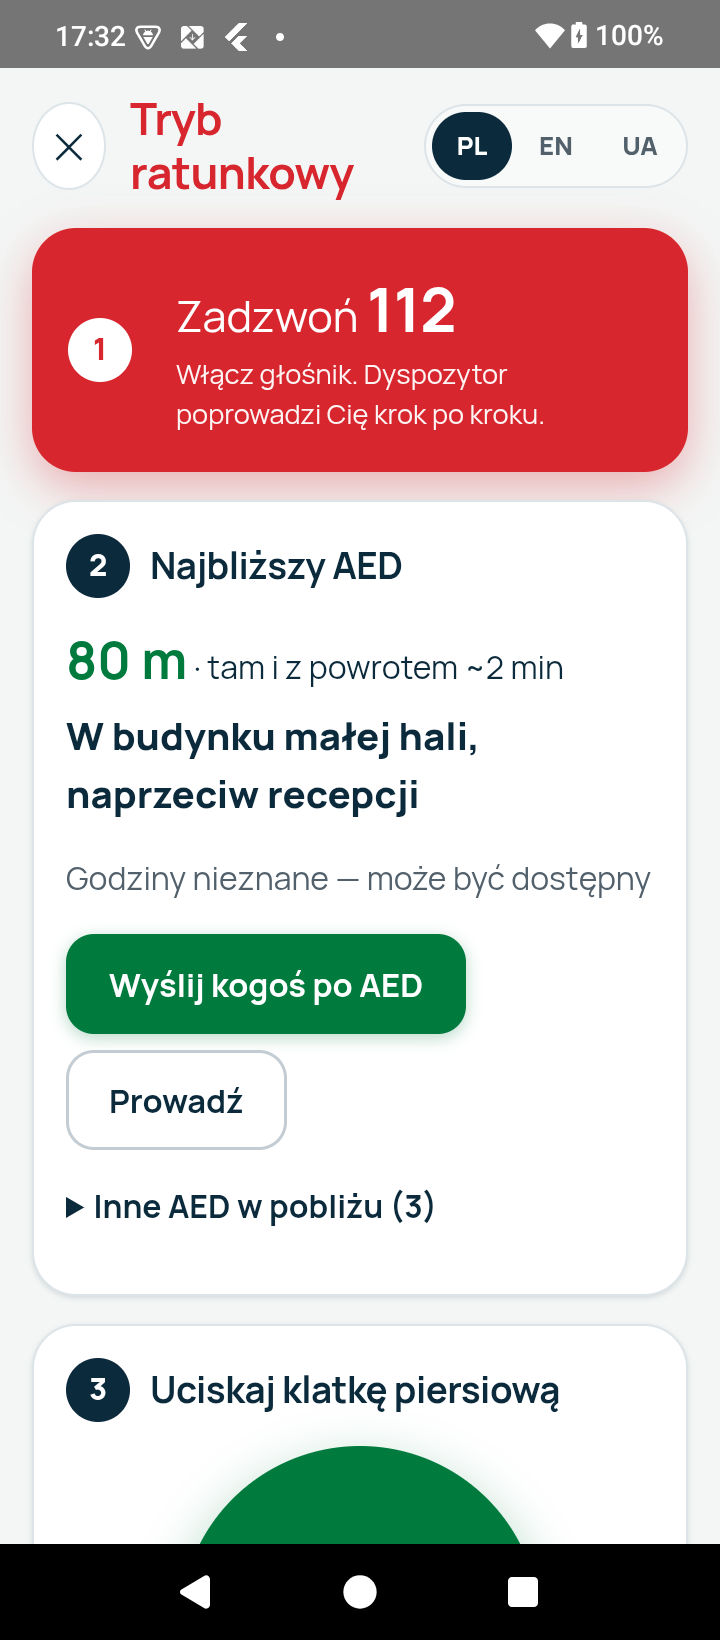 17:32
100%
Tryb
ratunkowy
PL EN UA
1
Zadzwoń 112
Włącz głośnik. Dyspozytor
poprowadzi Cię krok po kroku.
2 Najbliższy AED
80 m · tam i z powrotem ~2 min
W budynku małej hali,
naprzeciw recepcji
Godziny nieznane — może być dostępny
Wyślij kogoś po AED
Prowadź
Inne AED w pobliżu (3)
3 Uciskaj klatkę piersiową